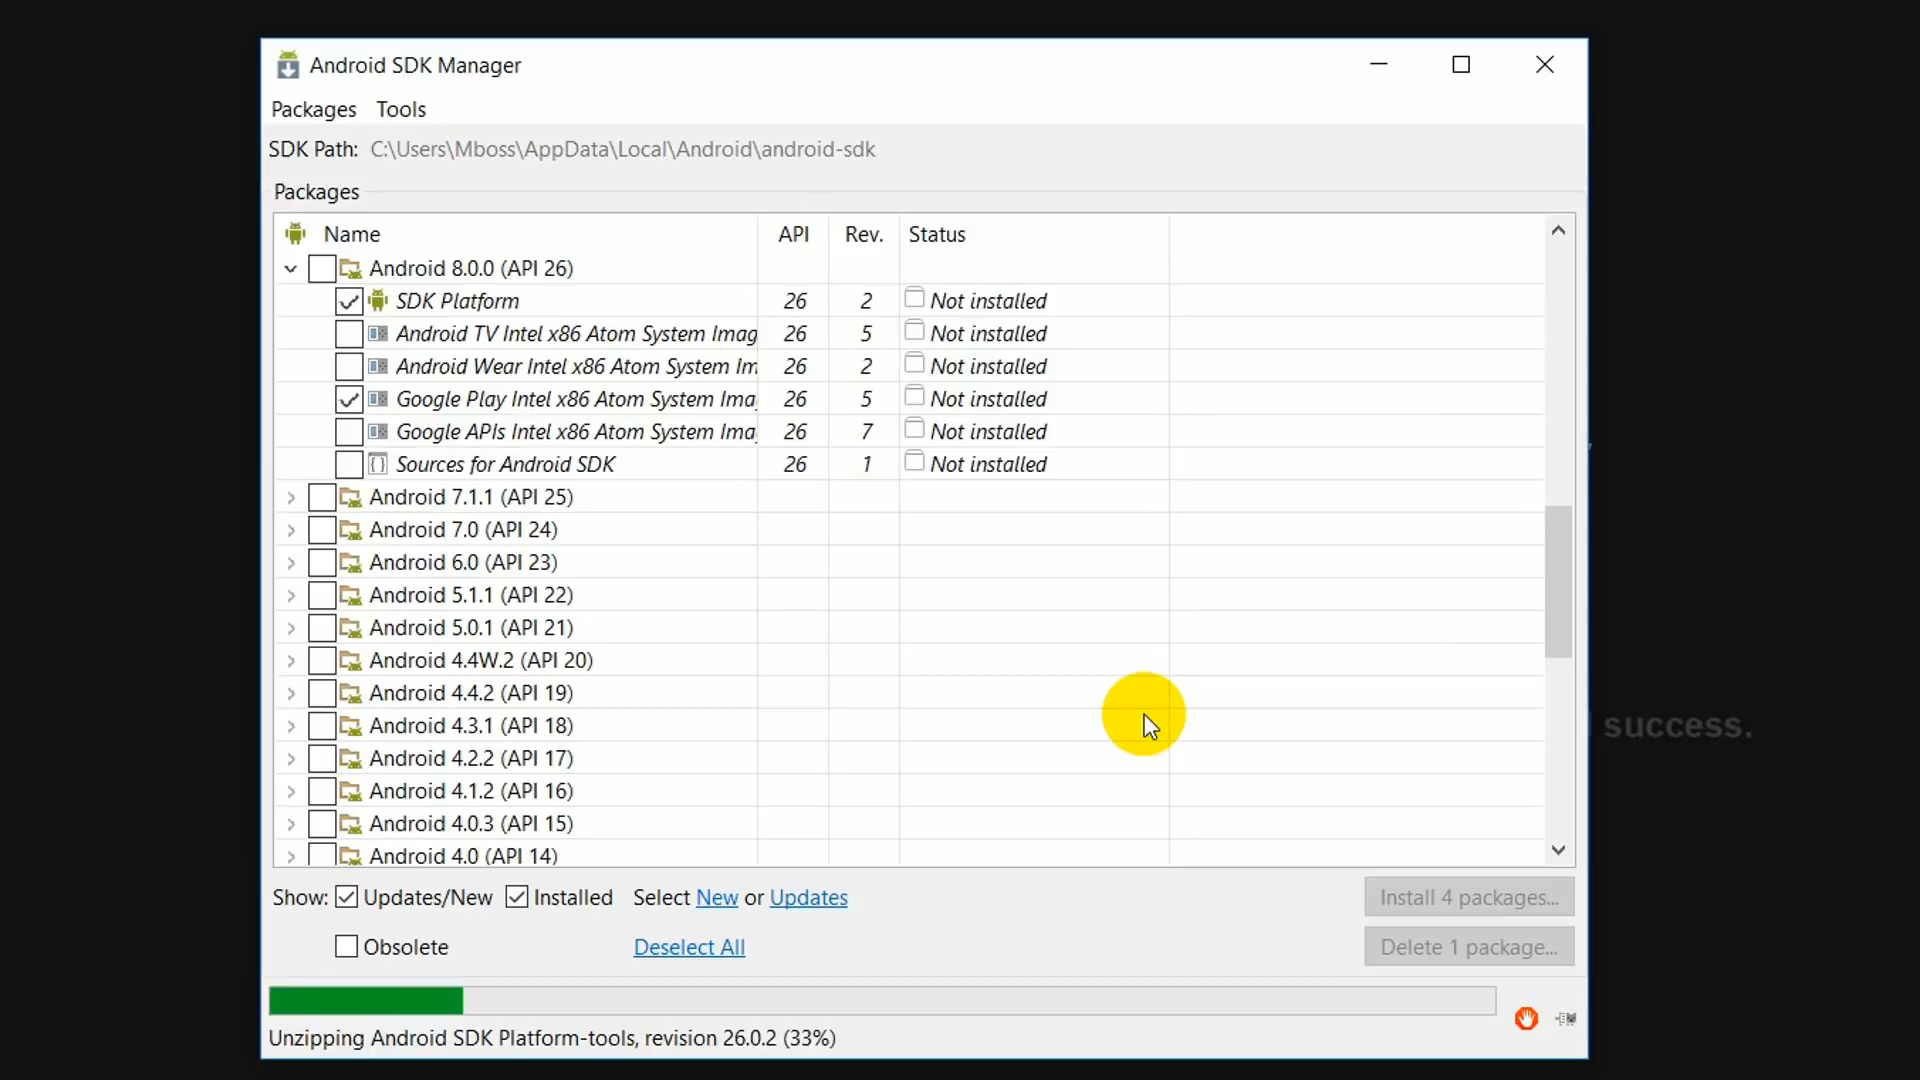 Android SDK Manager
Packages Tools
SDK Path: C:\Users\Mboss\AppData\Local\Android\android-sdk
Packages
Name API Rev. Status
Android 8.0.0 (API 26)
SDK Platform 26 2 Not installed
Android TV Intel x86 Atom System Imag 26 5 Not installed
Android Wear Intel x86 Atom System Im 26 2 Not installed
Google Play Intel x86 Atom System Ima 26 5 Not installed
Google APIs Intel x86 Atom System Ima 26 7 Not installed
Sources for Android SDK 26 1 Not installed
Android 7.1.1 (API 25)
Android 7.0 (API 24)
Android 6.0 (API 23)
Android 5.1.1 (API 22)
Android 5.0.1 (API 21)
Android 4.4W.2 (API 20)
Android 4.4.2 (API 19)
Android 4.3.1 (API 18)
Android 4.2.2 (API 17)
Android 4.1.2 (API 16)
Android 4.0.3 (API 15)
Android 4.0 (API 14)
success.
Show: Updates/New Installed Select New or Updates Install 4 packages...
Obsolete Deselect All Delete 1 package...
Unzipping Android SDK Platform-tools, revision 26.0.2 (33%)